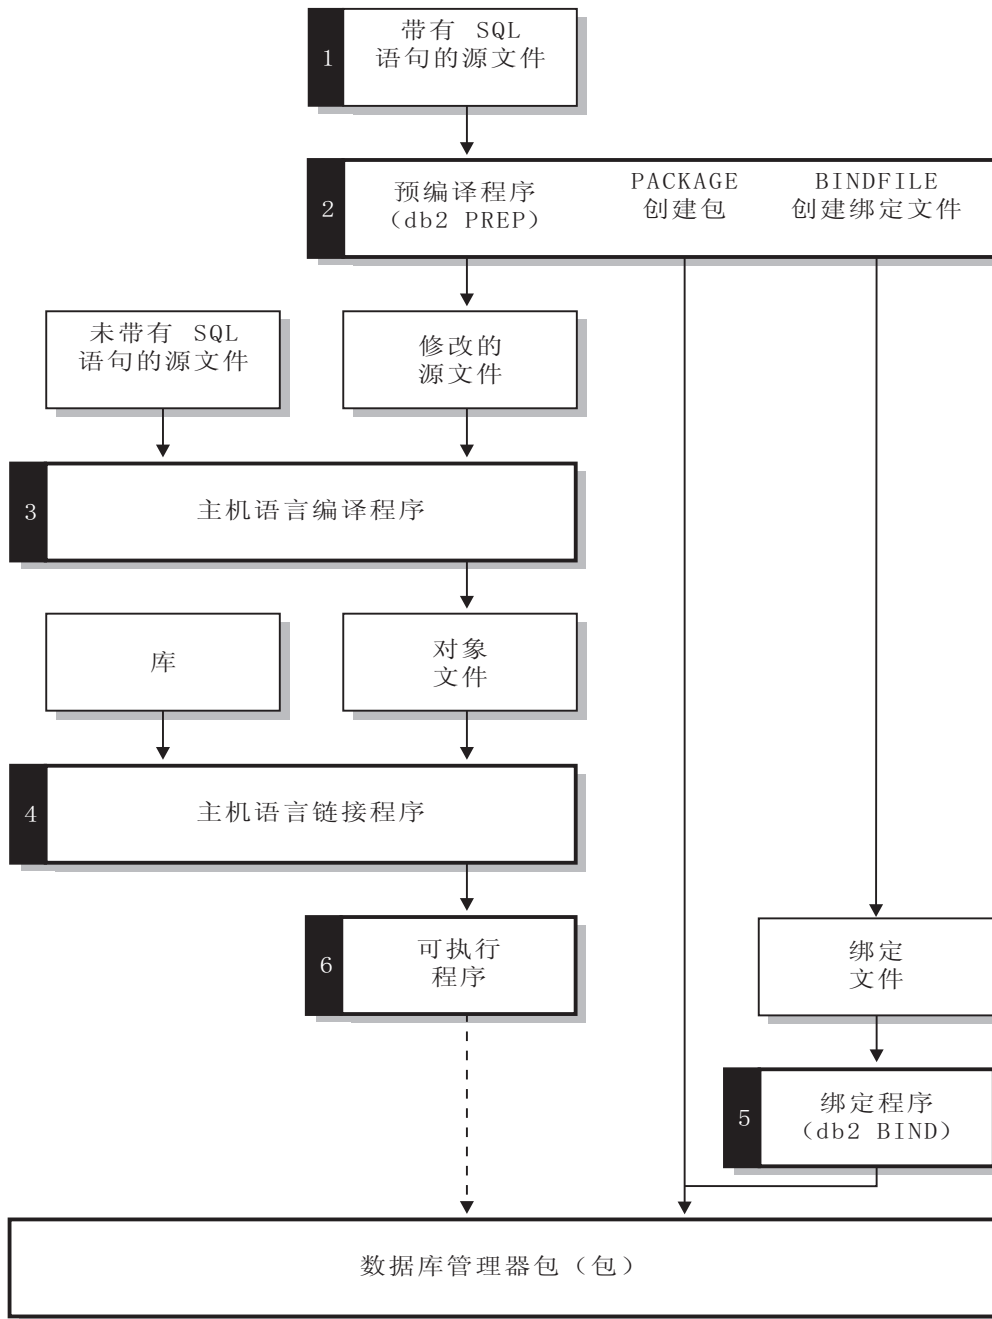 1
带有 SQL
语句的源文件
2
预编译程序
(db2 PREP)
PACKAGE
创建包
BINDFILE
创建绑定文件
未带有 SQL
语句的源文件
修改的
源文件
3
主机语言编译程序
库
对象
文件
4
主机语言链接程序
6
可执行
程序
绑定
文件
5
绑定程序
(db2 BIND)
数据库管理器包（包）